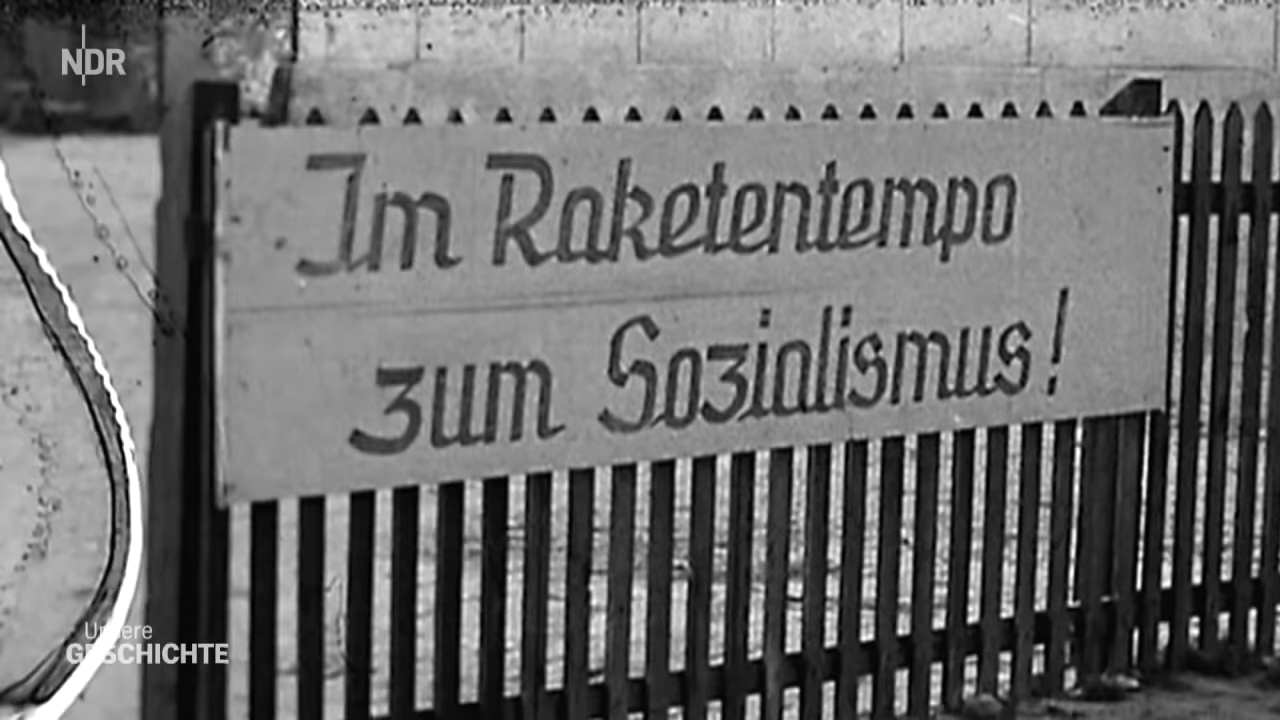 NDR
Im Raketentempo
zum Sozialismus!
Unsere
GESCHICHTE